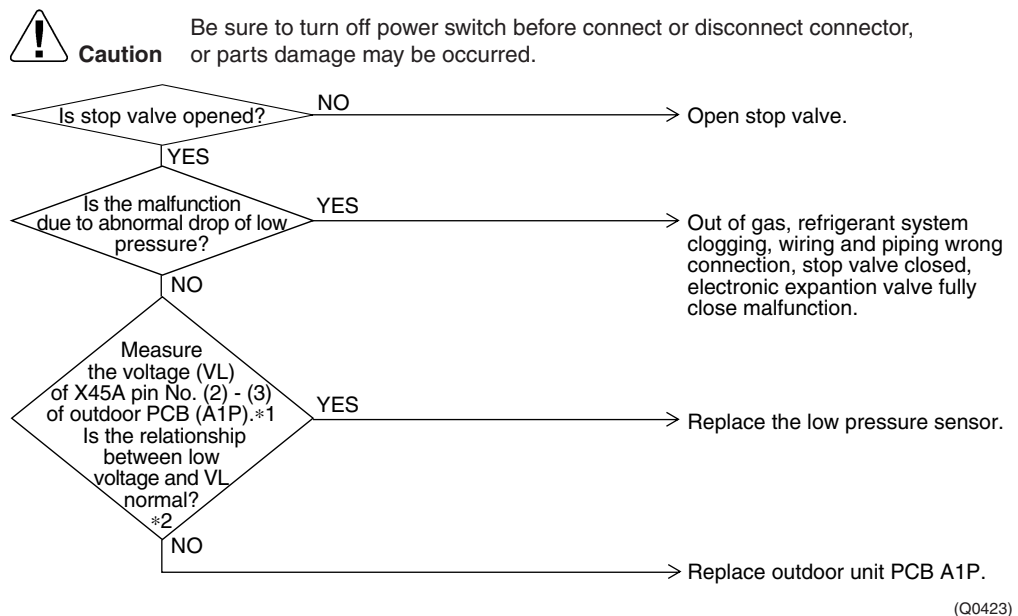 Be sure to turn off power switch before connect or disconnect connector,
Caution or parts damage may be occurred.
Is stop valve opened?
NO
Open stop valve.
YES
Is the malfunction
due to abnormal drop of low
pressure?
YES
Out of gas, refrigerant system
clogging, wiring and piping wrong
connection, stop valve closed,
electronic expantion valve fully
close malfunction.
NO
Measure
the voltage (VL)
of X45A pin No. (2) - (3)
of outdoor PCB (A1P).*1
Is the relationship
between low
voltage and VL
normal?
*2
YES
Replace the low pressure sensor.
NO
Replace outdoor unit PCB A1P.
(Q0423)